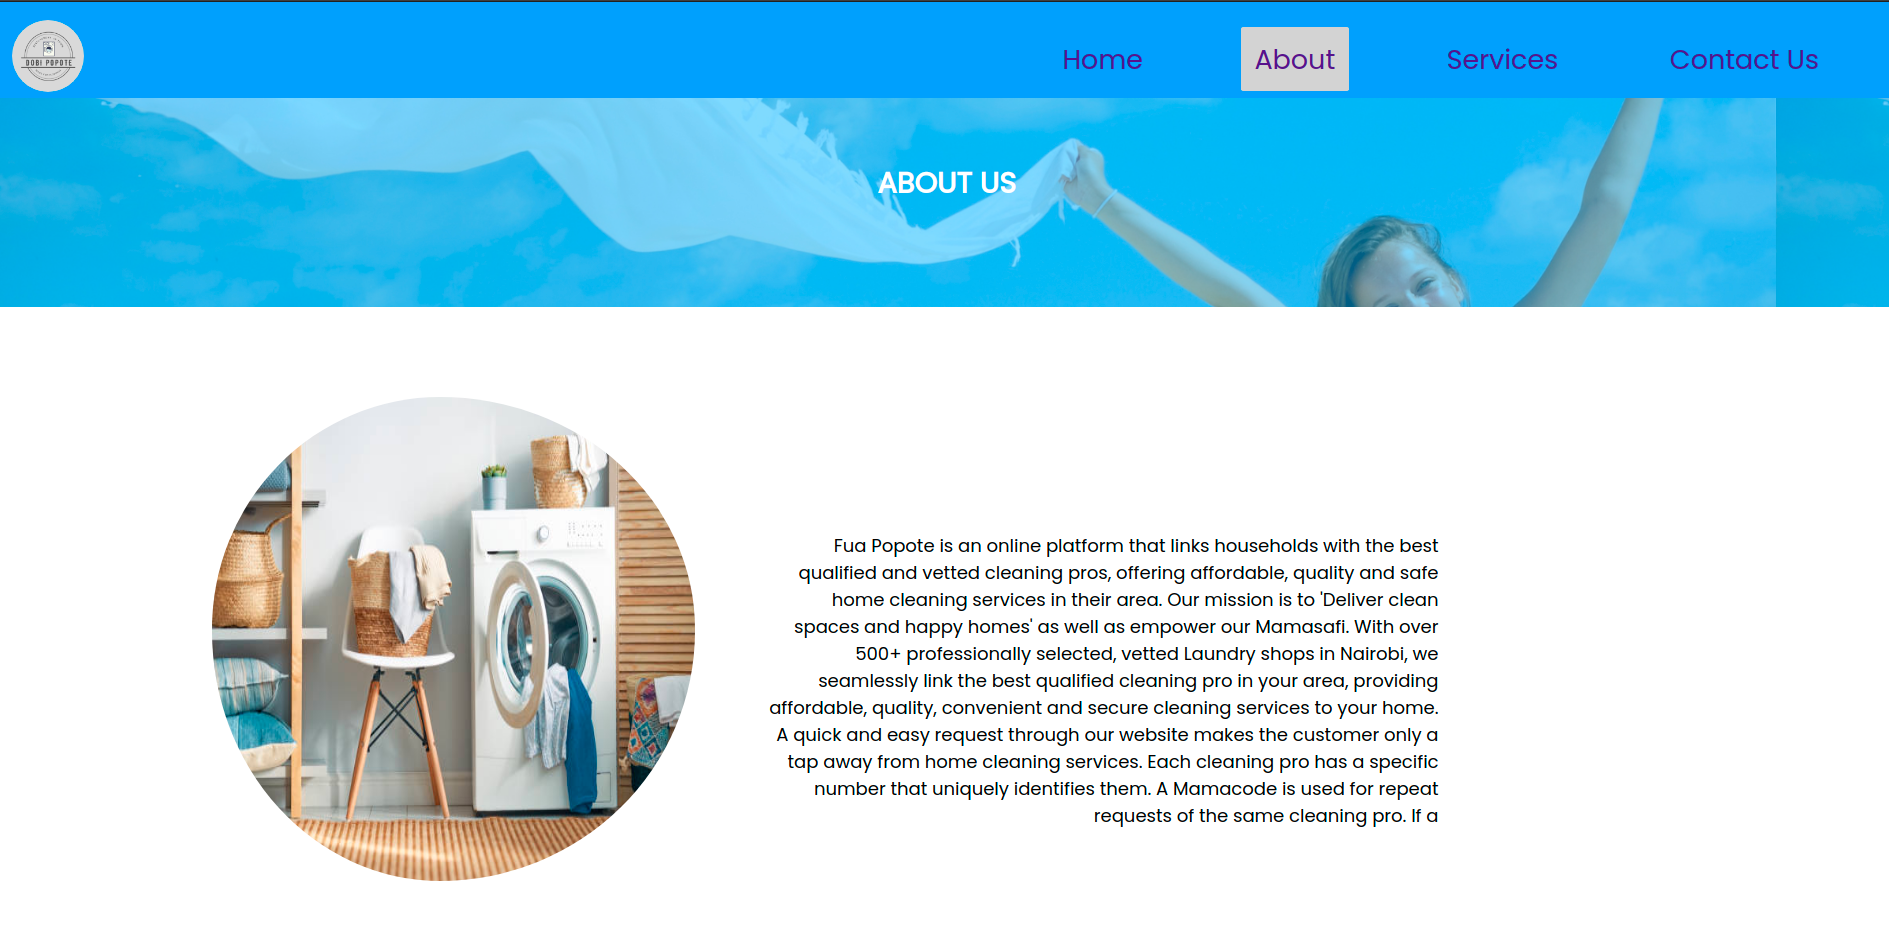 DOBI POPOTE
Home
About
Services
Contact Us
ABOUT US
Fua Popote is an online platform that links households with the best
qualified and vetted cleaning pros, offering affordable, quality and safe
home cleaning services in their area. Our mission is to 'Deliver clean
spaces and happy homes' as well as empower our Mamasafi. With over
500+ professionally selected, vetted Laundry shops in Nairobi, we
seamlessly link the best qualified cleaning pro in your area, providing
affordable, quality, convenient and secure cleaning services to your home.
A quick and easy request through our website makes the customer only a
tap away from home cleaning services. Each cleaning pro has a specific
number that uniquely identifies them. A Mamacode is used for repeat
requests of the same cleaning pro. If a